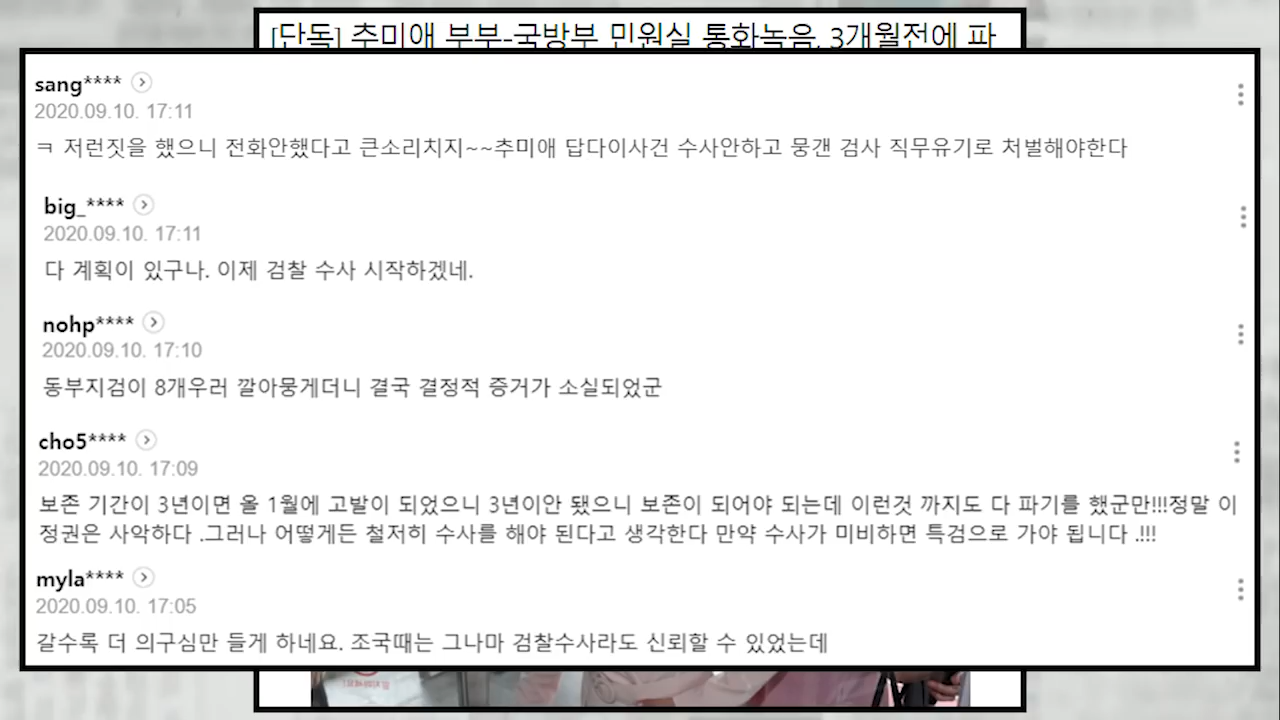 [단독] 추미애 부부-국방부 민원실 통화녹음, 3개월전에 파
sang****
2020.09.10. 17:11
ㅋ 저런짓을 했으니 전화안했다고 큰소리치지~~추미애 답다이사건 수사안하고 뭉갠 검사 직무유기로 처벌해야한다
big_****
2020.09.10. 17:11
다 계획이 있구나. 이제 검찰 수사 시작하겠네.
nohp****
2020.09.10. 17:10
동부지검이 8개우러 깔아뭉게더니 결국 결정적 증거가 소실되었군
cho5****
2020.09.10. 17:09
보존 기간이 3년이면 올 1월에 고발이 되었으니 3년이안 됐으니 보존이 되어야 되는데 이런것 까지도 다 파기를 했군만!!!정말 이
정권은 사악하다 .그러나 어떻게든 철저히 수사를 해야 된다고 생각한다 만약 수사가 미비하면 특검으로 가야 됩니다 .!!!
myla****
2020.09.10. 17:05
갈수록 더 의구심만 들게 하네요. 조국때는 그나마 검찰수사라도 신뢰할 수 있었는데